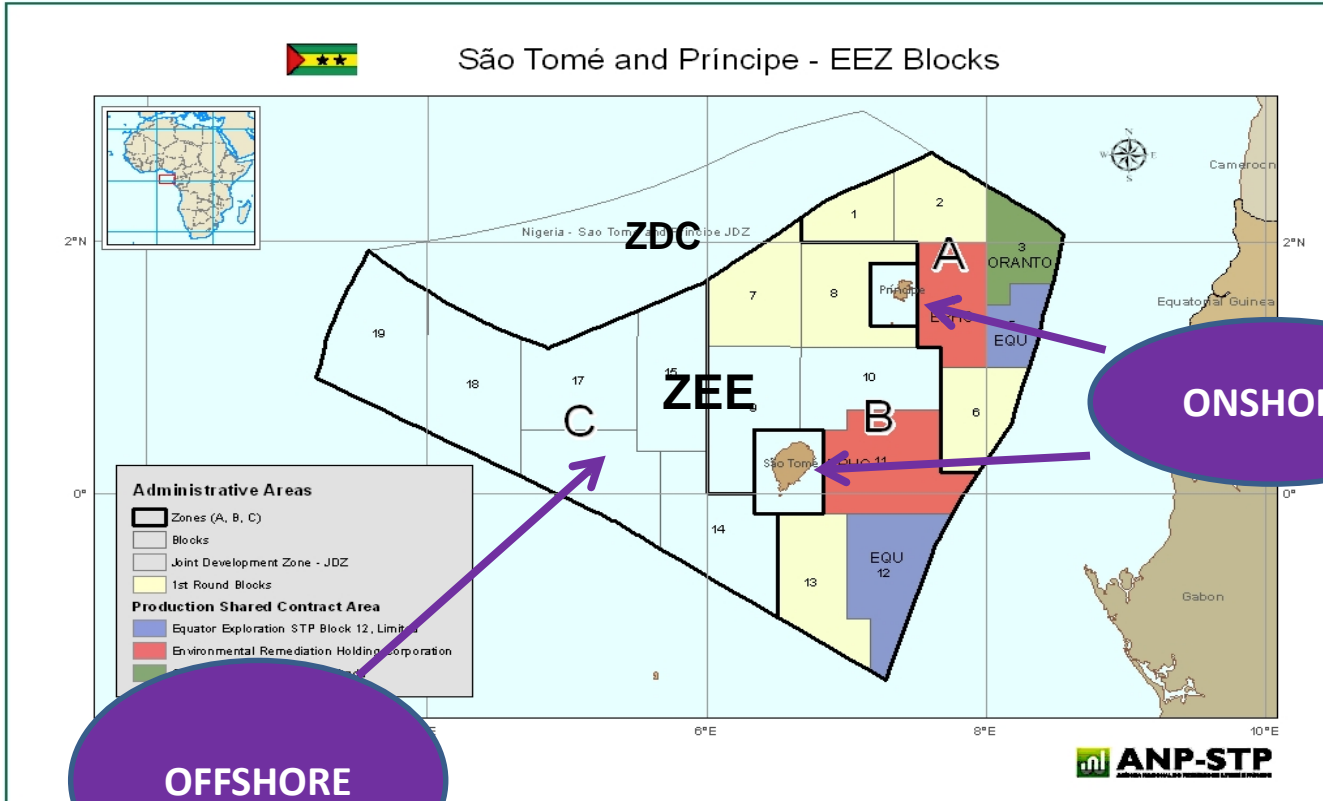 São Tomé and Príncipe - EEZ Blocks
N
W E
S
Cameroon
Nigeria - Sao Tome and Principe JDZ
ZDC
2°N
2°N
1
2
A
3
ORANTO
7
8
Príncipe
Equatorial Guinea
EQU
19
18
17
15
ZEE
10
C
B
6
ONSHO
São Tomé
11
0°
0°
14
EQU
12
13
Gabon
Administrative Areas
Zones (A, B, C)
Blocks
Joint Development Zone - JDZ
1st Round Blocks
Production Shared Contract Area
Equator Exploration STP Block 12, Limited
Environmental Remediation Holding Corporation
OFFSHORE
6°E
8°E
10°E
ANP-STP